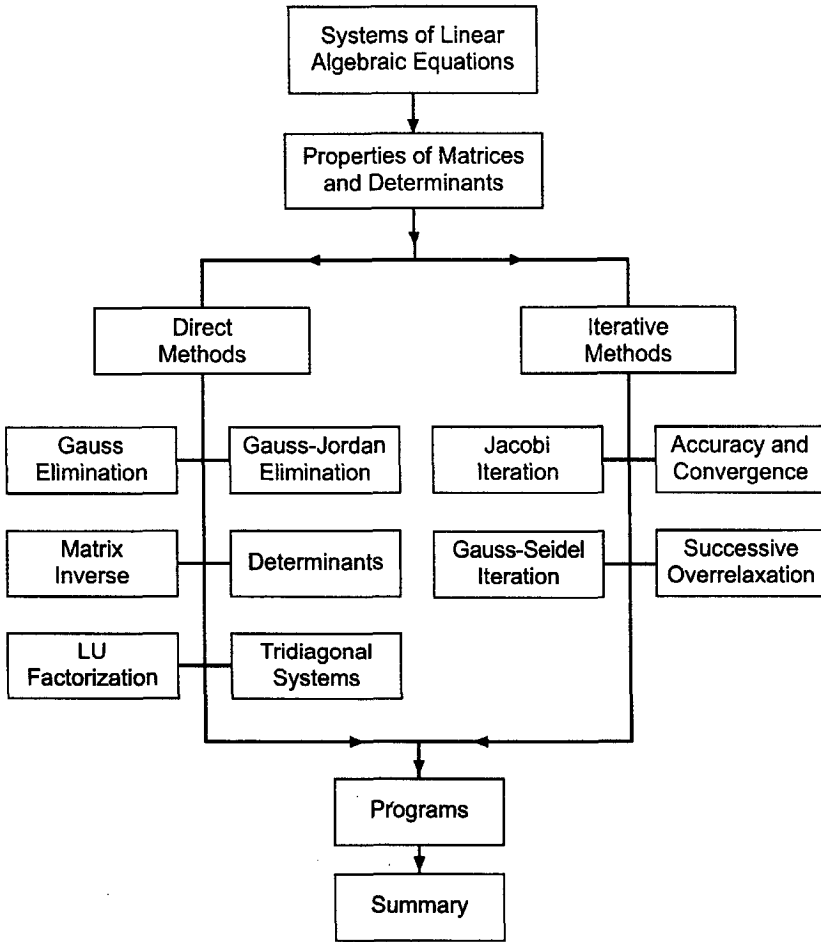 Systems of Linear
Algebraic Equations
Properties of Matrices
and Determinants
Direct
Methods
Iterative
Methods
Gauss
Elimination
Gauss-Jordan
Elimination
Jacobi
Iteration
Accuracy and
Convergence
Matrix
Inverse
Determinants
Gauss-Seidel
Iteration
Successive
Overrelaxation
LU
Factorization
Tridiagonal
Systems
Programs
Summary